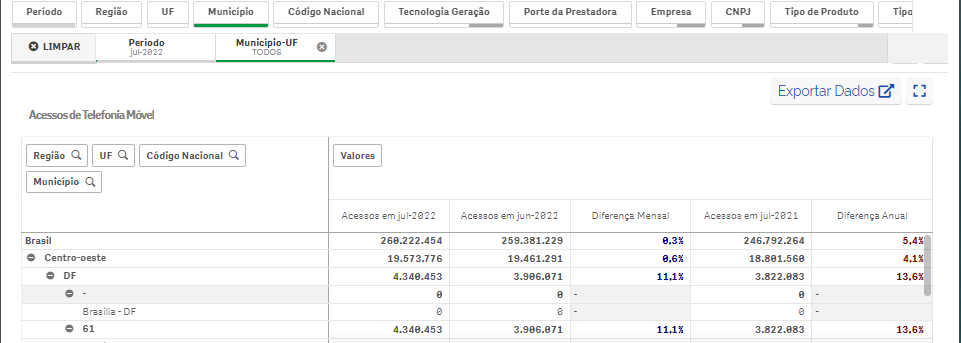 Período Região UF Município Código Nacional Tecnologia Geração Porte da Prestadora Empresa CNPJ Tipo de Produto Tipo
LIMPAR Período jul-2022 Município-UF TODOS
Exportar Dados
Acessos de Telefonia Móvel
Região UF Código Nacional Valores
Município
Acessos em jul-2022 Acessos em jun-2022 Diferença Mensal Acessos em jul-2021 Diferença Anual
Brasil 260.222.454 259.381.229 0,3% 246.792.264 5,4%
Centro-oeste 19.573.776 19.461.291 0,6% 18.801.560 4,1%
DF 4.340.453 3.906.071 11,1% 3.822.083 13,6%
- 0 0 - 0 -
Brasília - DF 0 0 - 0 -
61 4.340.453 3.906.071 11,1% 3.822.083 13,6%